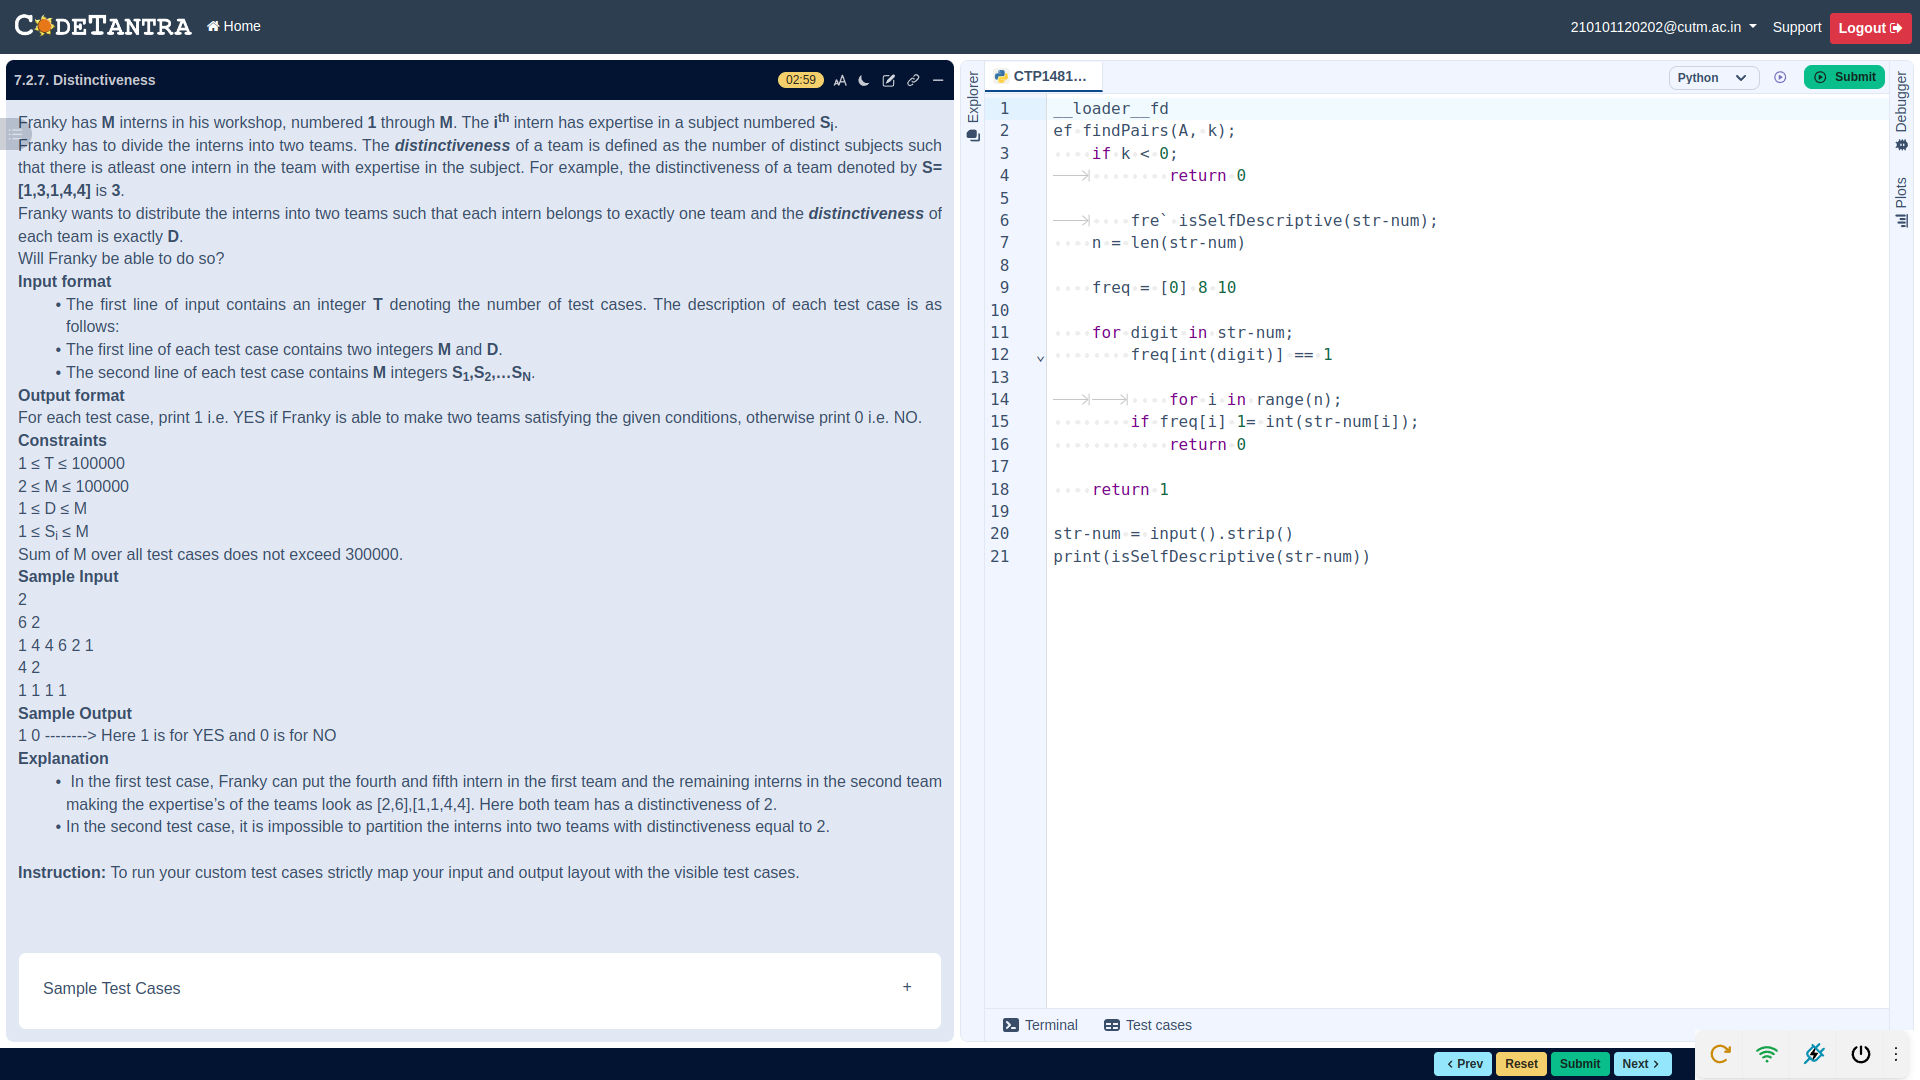 CODETANTRA Home 210101120202@cutm.ac.in Support Logout
7.2.7. Distinctiveness 02:59
Franky has M interns in his workshop, numbered 1 through M. The ith intern has expertise in a subject numbered Si.
Franky has to divide the interns into two teams. The distinctiveness of a team is defined as the number of distinct subjects such
that there is atleast one intern in the team with expertise in the subject. For example, the distinctiveness of a team denoted by S=
[1,3,1,4,4] is 3.
Franky wants to distribute the interns into two teams such that each intern belongs to exactly one team and the distinctiveness of
each team is exactly D.
Will Franky be able to do so?
Input format
• The first line of input contains an integer T denoting the number of test cases. The description of each test case is as
follows:
• The first line of each test case contains two integers M and D.
• The second line of each test case contains M integers S1,S2,...SN.
Output format
For each test case, print 1 i.e. YES if Franky is able to make two teams satisfying the given conditions, otherwise print 0 i.e. NO.
Constraints
1 ≤ T ≤ 100000
2 ≤ M ≤ 100000
1 ≤ D ≤ M
1 ≤ Si ≤ M
Sum of M over all test cases does not exceed 300000.
Sample Input
2
6 2
1 4 4 6 2 1
4 2
1 1 1 1
Sample Output
1 0 --------> Here 1 is for YES and 0 is for NO
Explanation
• In the first test case, Franky can put the fourth and fifth intern in the first team and the remaining interns in the second team
making the expertise's of the teams look as [2,6],[1,1,4,4]. Here both team has a distinctiveness of 2.
• In the second test case, it is impossible to partition the interns into two teams with distinctiveness equal to 2.
Instruction: To run your custom test cases strictly map your input and output layout with the visible test cases.
Sample Test Cases +
Explorer
CTP1481... Python Submit
1 __loader__fd
2 ef findPairs(A, k);
3 if k < 0;
4 return 0
5
6 fre` isSelfDescriptive(str-num);
7 n = len(str-num)
8
9 freq = [0] 8 10
10
11 for digit in str-num;
12 freq[int(digit)] == 1
13
14 for i in range(n);
15 if freq[i] 1= int(str-num[i]);
16 return 0
17
18 return 1
19
20 str-num = input().strip()
21 print(isSelfDescriptive(str-num))
Debugger
Plots
Terminal Test cases
< Prev Reset Submit Next >